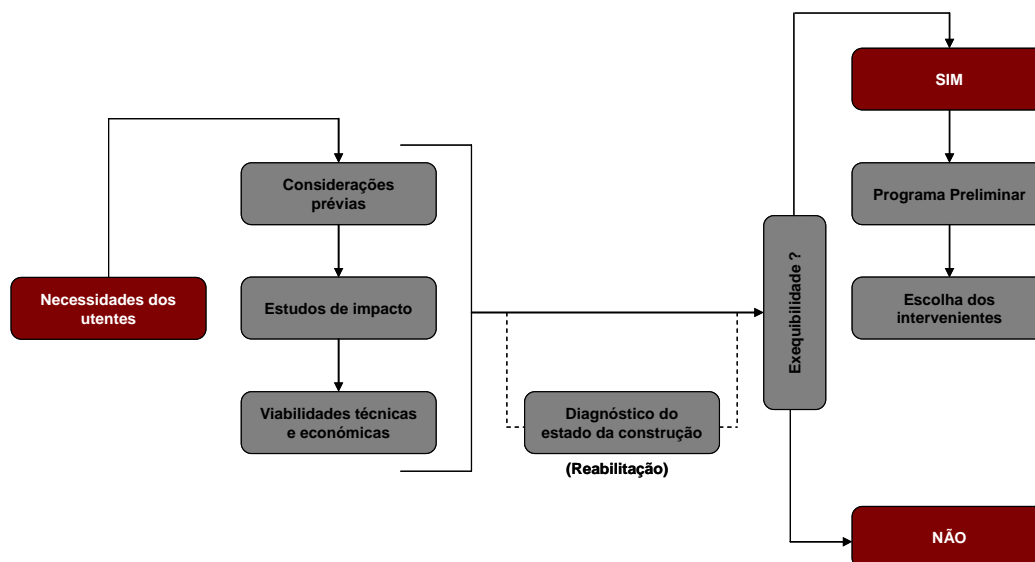 Necessidades dos
utentes
Considerações
prévias
Estudos de impacto
Viabilidades técnicas
e económicas
Diagnóstico do
estado da construção
(Reabilitação)
Exequibilidade ?
SIM
Programa Preliminar
Escolha dos
intervenientes
NÃO